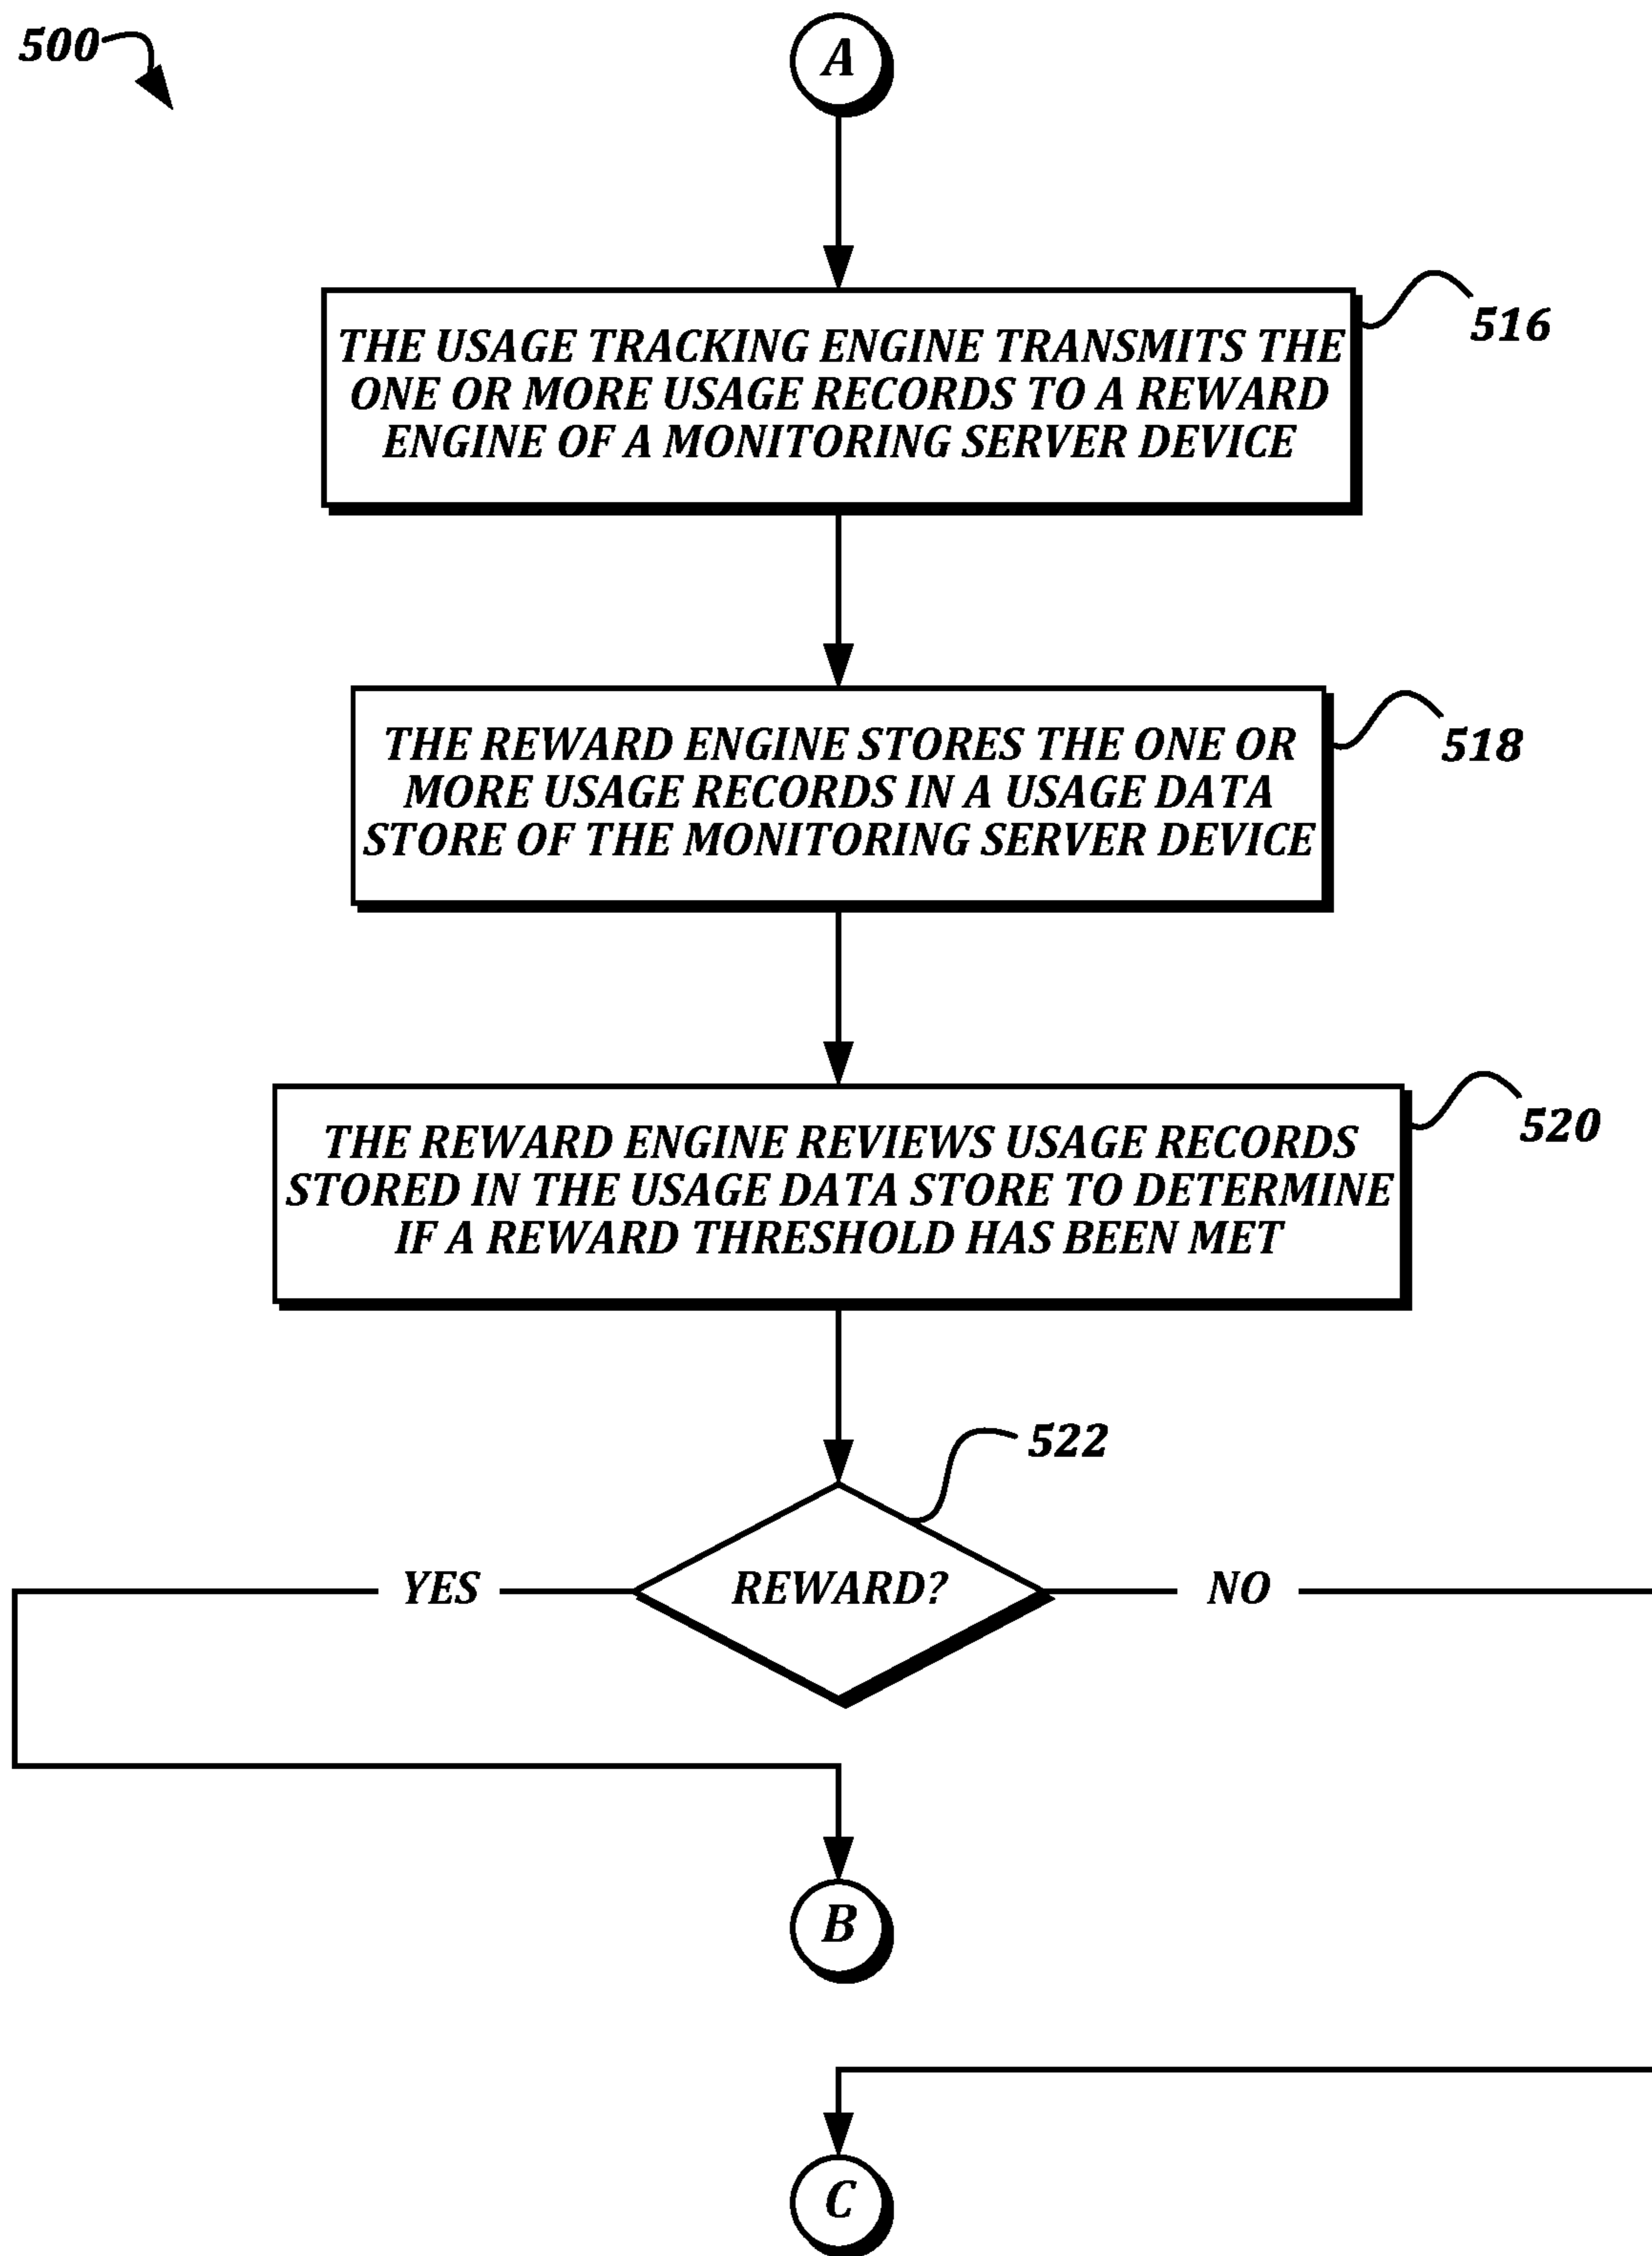 500
A
THE USAGE TRACKING ENGINE TRANSMITS THE
ONE OR MORE USAGE RECORDS TO A REWARD
ENGINE OF A MONITORING SERVER DEVICE
516
THE REWARD ENGINE STORES THE ONE OR
MORE USAGE RECORDS IN A USAGE DATA
STORE OF THE MONITORING SERVER DEVICE
518
THE REWARD ENGINE REVIEWS USAGE RECORDS
STORED IN THE USAGE DATA STORE TO DETERMINE
IF A REWARD THRESHOLD HAS BEEN MET
520
522
YES
REWARD?
NO
B
C